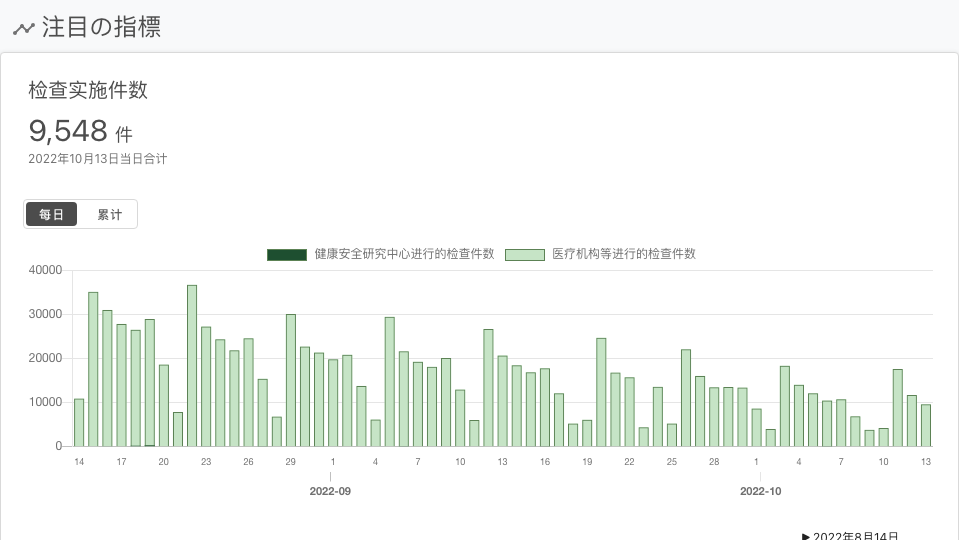 注目の指標
检查实施件数
9,548 件
2022年10月13日当日合计
每日 累计
健康安全研究中心进行的检查件数 医疗机构等进行的检查件数
40000
30000
20000
10000
0
14 17 20 23 26 29 1 4 7 10 13 16 19 22 25 28 1 4 7 10 13
2022-09 2022-10
▶ 2022年8月14日